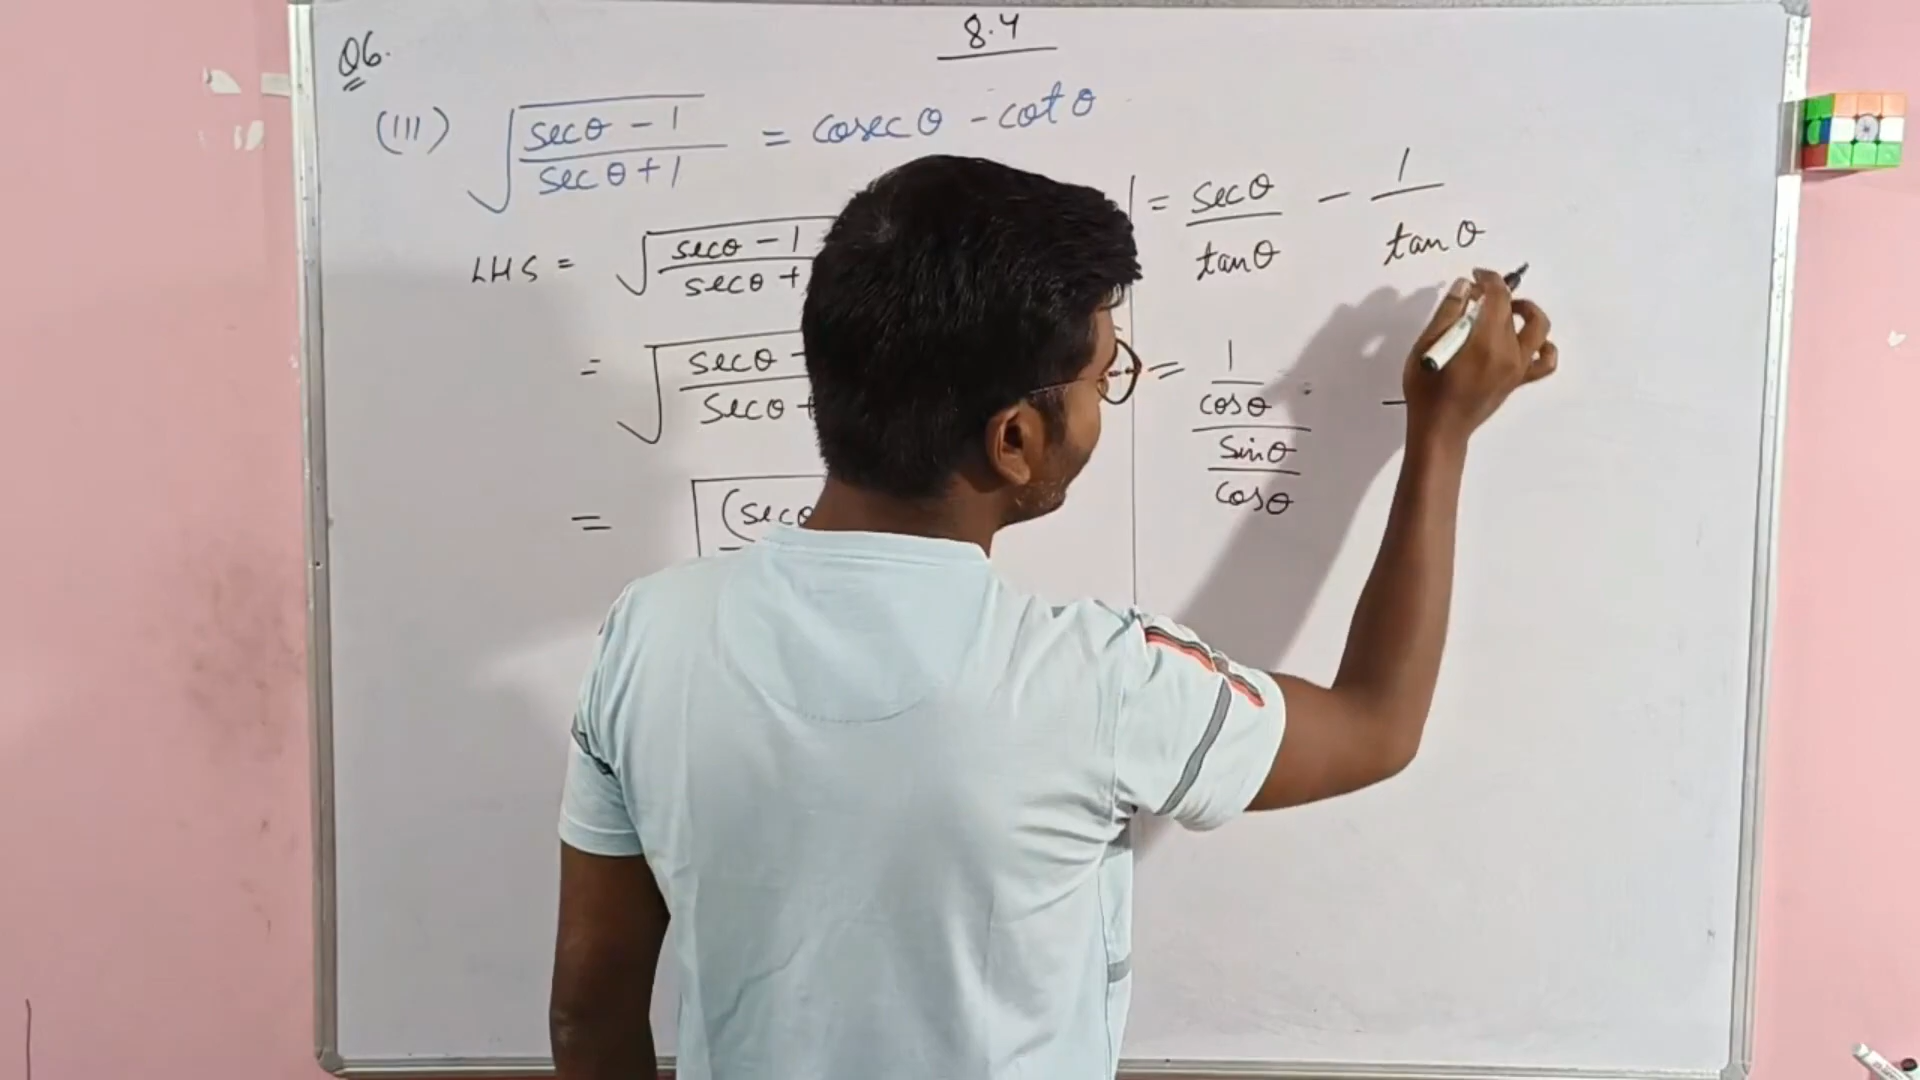 8.4
Q6.
(III) √(secθ - 1 / secθ + 1) = cosecθ - cotθ
LHS = √(secθ - 1 / secθ +
= √(secθ - / secθ +
= (secθ
= secθ / tanθ - 1 / tanθ
= 1 / cosθ / sinθ / cosθ -